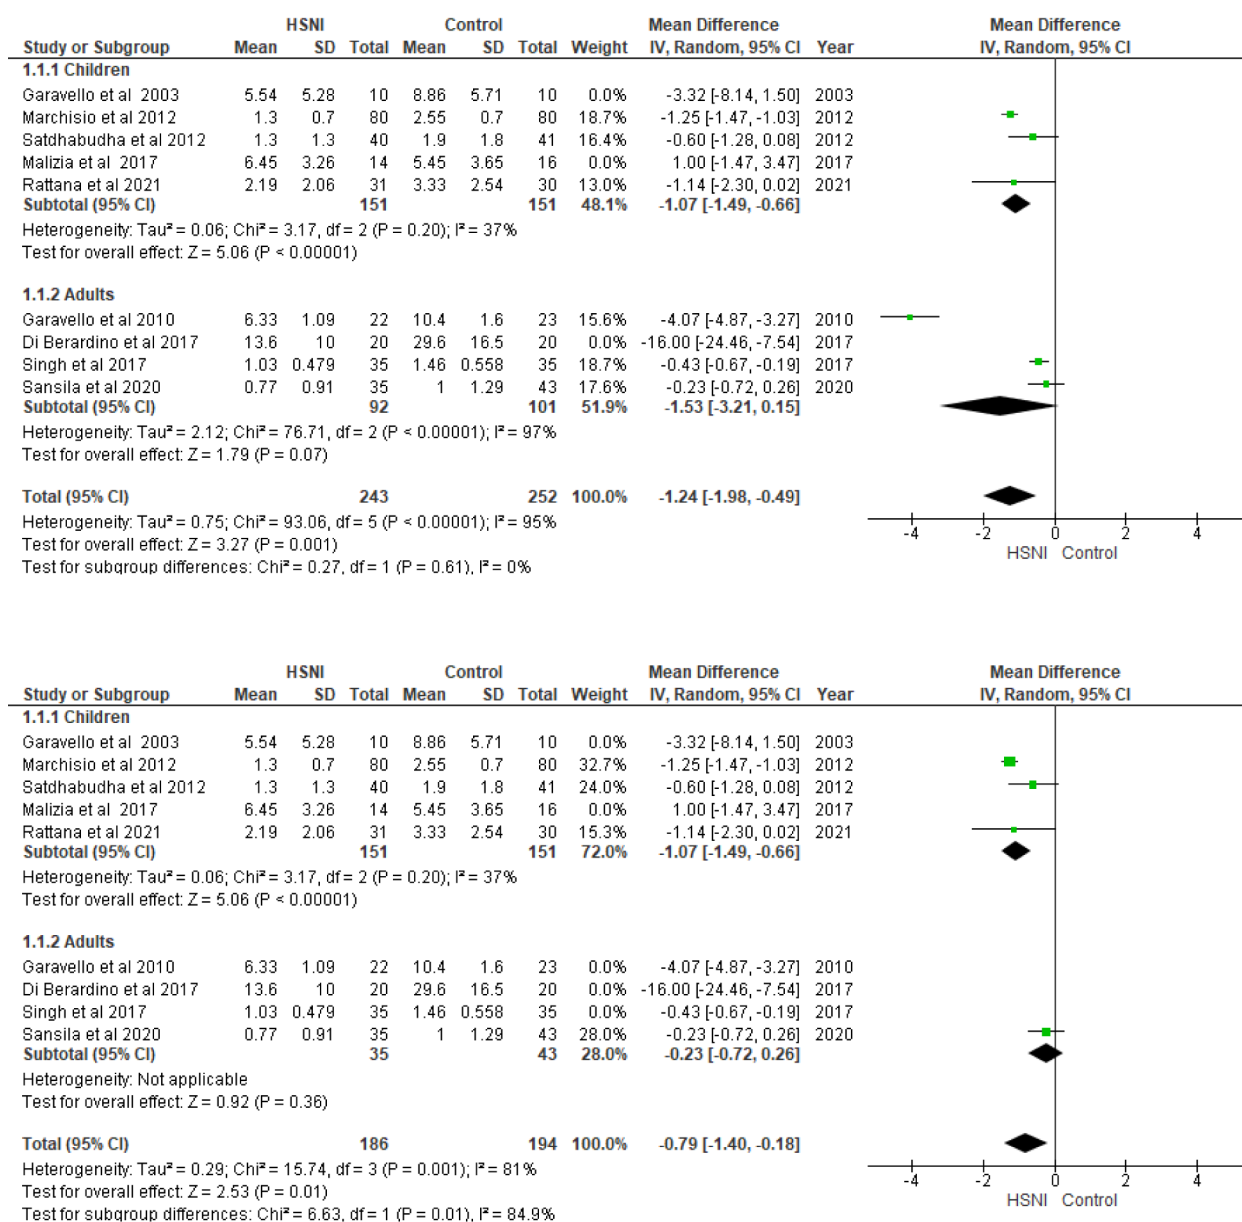 HSNI Control Mean Difference Mean Difference
Study or Subgroup Mean SD Total Mean SD Total Weight IV, Random, 95% CI Year IV, Random, 95% CI
1.1.1 Children
Garavello et al 2003 5.54 5.28 10 8.86 5.71 10 0.0% -3.32 [-8.14, 1.50] 2003
Marchisio et al 2012 1.3 0.7 80 2.55 0.7 80 18.7% -1.25 [-1.47, -1.03] 2012
Satdhabudha et al 2012 1.3 1.3 40 1.9 1.8 41 16.4% -0.60 [-1.28, 0.08] 2012
Malizia et al 2017 6.45 3.26 14 5.45 3.65 16 0.0% 1.00 [-1.47, 3.47] 2017
Rattana et al 2021 2.19 2.06 31 3.33 2.54 30 13.0% -1.14 [-2.30, 0.02] 2021
Subtotal (95% CI) 151 151 48.1% -1.07 [-1.49, -0.66]
Heterogeneity: Tau² = 0.06; Chi² = 3.17, df = 2 (P = 0.20); I² = 37%
Test for overall effect: Z = 5.06 (P < 0.00001)
1.1.2 Adults
Garavello et al 2010 6.33 1.09 22 10.4 1.6 23 15.6% -4.07 [-4.87, -3.27] 2010
Di Berardino et al 2017 13.6 10 20 29.6 16.5 20 0.0% -16.00 [-24.46, -7.54] 2017
Singh et al 2017 1.03 0.479 35 1.46 0.558 35 18.7% -0.43 [-0.67, -0.19] 2017
Sansila et al 2020 0.77 0.91 35 1 1.29 43 17.6% -0.23 [-0.72, 0.26] 2020
Subtotal (95% CI) 92 101 51.9% -1.53 [-3.21, 0.15]
Heterogeneity: Tau² = 2.12; Chi² = 76.71, df = 2 (P < 0.00001); I² = 97%
Test for overall effect: Z = 1.79 (P = 0.07)
Total (95% CI) 243 252 100.0% -1.24 [-1.98, -0.49]
Heterogeneity: Tau² = 0.75; Chi² = 93.06, df = 5 (P < 0.00001); I² = 95%
Test for overall effect: Z = 3.27 (P = 0.001)
Test for subgroup differences: Chi² = 0.27, df = 1 (P = 0.61), I² = 0%
-4 -2 0 2 4
HSNI Control
HSNI Control Mean Difference Mean Difference
Study or Subgroup Mean SD Total Mean SD Total Weight IV, Random, 95% CI Year IV, Random, 95% CI
1.1.1 Children
Garavello et al 2003 5.54 5.28 10 8.86 5.71 10 0.0% -3.32 [-8.14, 1.50] 2003
Marchisio et al 2012 1.3 0.7 80 2.55 0.7 80 32.7% -1.25 [-1.47, -1.03] 2012
Satdhabudha et al 2012 1.3 1.3 40 1.9 1.8 41 24.0% -0.60 [-1.28, 0.08] 2012
Malizia et al 2017 6.45 3.26 14 5.45 3.65 16 0.0% 1.00 [-1.47, 3.47] 2017
Rattana et al 2021 2.19 2.06 31 3.33 2.54 30 15.3% -1.14 [-2.30, 0.02] 2021
Subtotal (95% CI) 151 151 72.0% -1.07 [-1.49, -0.66]
Heterogeneity: Tau² = 0.06; Chi² = 3.17, df = 2 (P = 0.20); I² = 37%
Test for overall effect: Z = 5.06 (P < 0.00001)
1.1.2 Adults
Garavello et al 2010 6.33 1.09 22 10.4 1.6 23 0.0% -4.07 [-4.87, -3.27] 2010
Di Berardino et al 2017 13.6 10 20 29.6 16.5 20 0.0% -16.00 [-24.46, -7.54] 2017
Singh et al 2017 1.03 0.479 35 1.46 0.558 35 0.0% -0.43 [-0.67, -0.19] 2017
Sansila et al 2020 0.77 0.91 35 1 1.29 43 28.0% -0.23 [-0.72, 0.26] 2020
Subtotal (95% CI) 35 43 28.0% -0.23 [-0.72, 0.26]
Heterogeneity: Not applicable
Test for overall effect: Z = 0.92 (P = 0.36)
Total (95% CI) 186 194 100.0% -0.79 [-1.40, -0.18]
Heterogeneity: Tau² = 0.29; Chi² = 15.74, df = 3 (P = 0.001); I² = 81%
Test for overall effect: Z = 2.53 (P = 0.01)
Test for subgroup differences: Chi² = 6.63, df = 1 (P = 0.01), I² = 84.9%
-4 -2 0 2 4
HSNI Control